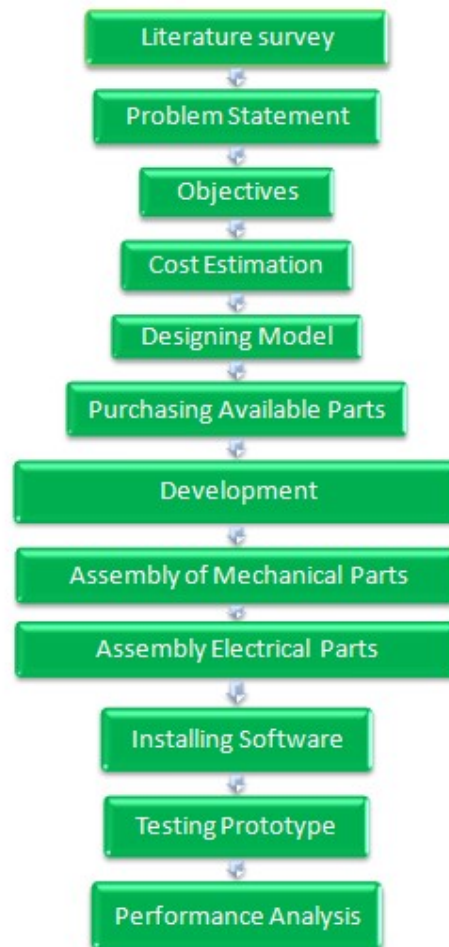 Literature survey
Problem Statement
Objectives
Cost Estimation
Designing Model
Purchasing Available Parts
Development
Assembly of Mechanical Parts
Assembly Electrical Parts
Installing Software
Testing Prototype
Performance Analysis